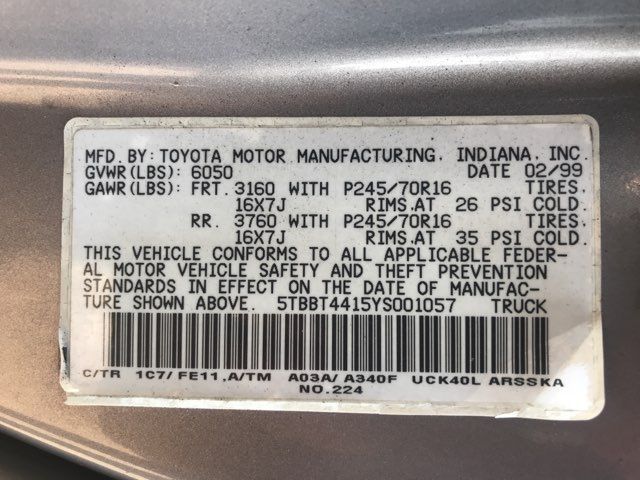 MFD. BY: TOYOTA MOTOR MANUFACTURING, INDIANA, INC.
GVWR(LBS): 6050 DATE 02/99
GAWR(LBS): FRT. 3160 WITH P245/70R16 TIRES.
16X7J RIMS.AT 26 PSI COLD.
RR. 3760 WITH P245/70R16 TIRES.
16X7J RIMS.AT 35 PSI COLD.
THIS VEHICLE CONFORMS TO ALL APPLICABLE FEDER-
AL MOTOR VEHICLE SAFETY AND THEFT PREVENTION
STANDARDS IN EFFECT ON THE DATE OF MANUFAC-
TURE SHOWN ABOVE. 5TBBT4415YS001057 TRUCK
C/TR 1C7/ FE11,A/TM A03A/ A340F UCK40L ARSSKA
NO.224